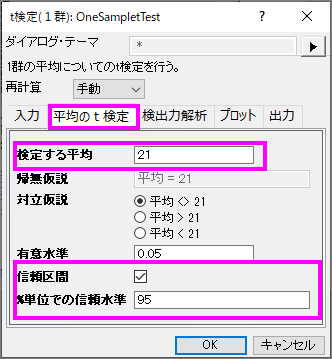 t検定(１群): OneSampletTest
ダイアログ・テーマ *
1群の平均についてのt検定を行う。
再計算 手動
入力 平均のｔ検定 検出力解析 プロット 出力
検定する平均 21
帰無仮説 平均 = 21
対立仮説 平均 <> 21
平均 > 21
平均 < 21
有意水準 0.05
信頼区間
%単位での信頼水準 95
OK キャンセル